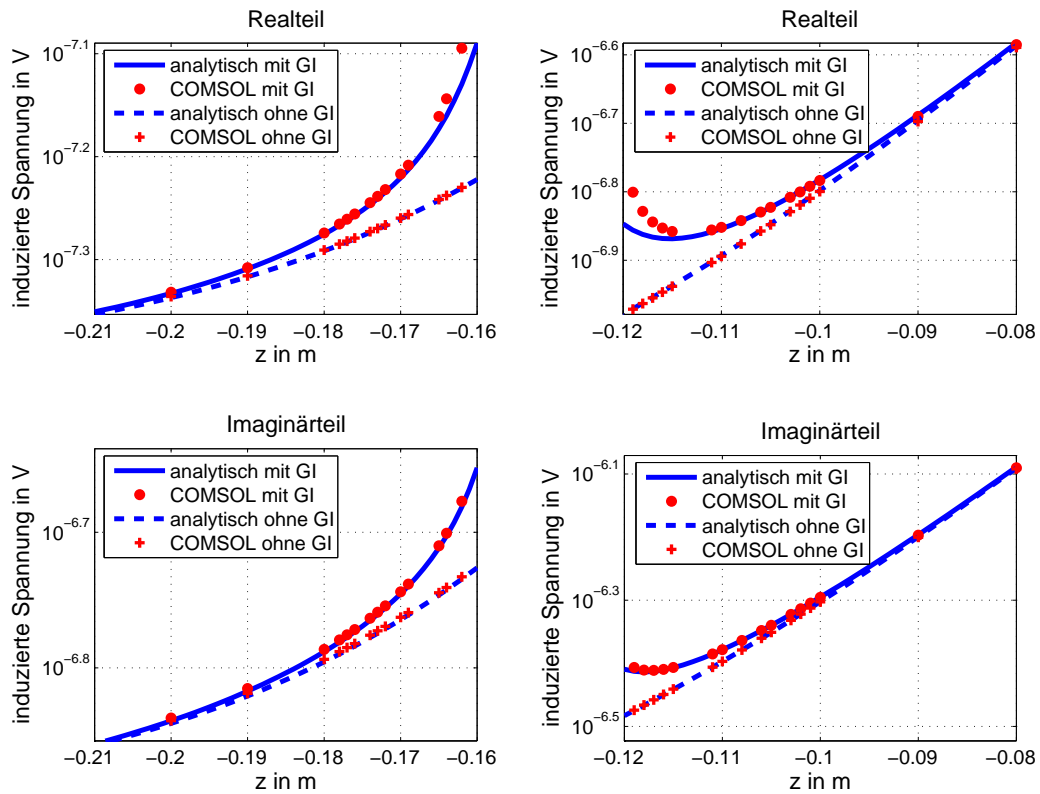 Realteil
induzierte Spannung in V
10^−7.1
10^−7.2
10^−7.3
analytisch mit GI
COMSOL mit GI
analytisch ohne GI
COMSOL ohne GI
−0.21 −0.2 −0.19 −0.18 −0.17 −0.16
z in m
Realteil
induzierte Spannung in V
10^−6.6
10^−6.7
10^−6.8
10^−6.9
analytisch mit GI
COMSOL mit GI
analytisch ohne GI
COMSOL ohne GI
−0.12 −0.11 −0.1 −0.09 −0.08
z in m
Imaginärteil
induzierte Spannung in V
10^−6.7
10^−6.8
analytisch mit GI
COMSOL mit GI
analytisch ohne GI
COMSOL ohne GI
−0.21 −0.2 −0.19 −0.18 −0.17 −0.16
z in m
Imaginärteil
induzierte Spannung in V
10^−6.1
10^−6.3
10^−6.5
analytisch mit GI
COMSOL mit GI
analytisch ohne GI
COMSOL ohne GI
−0.12 −0.11 −0.1 −0.09 −0.08
z in m